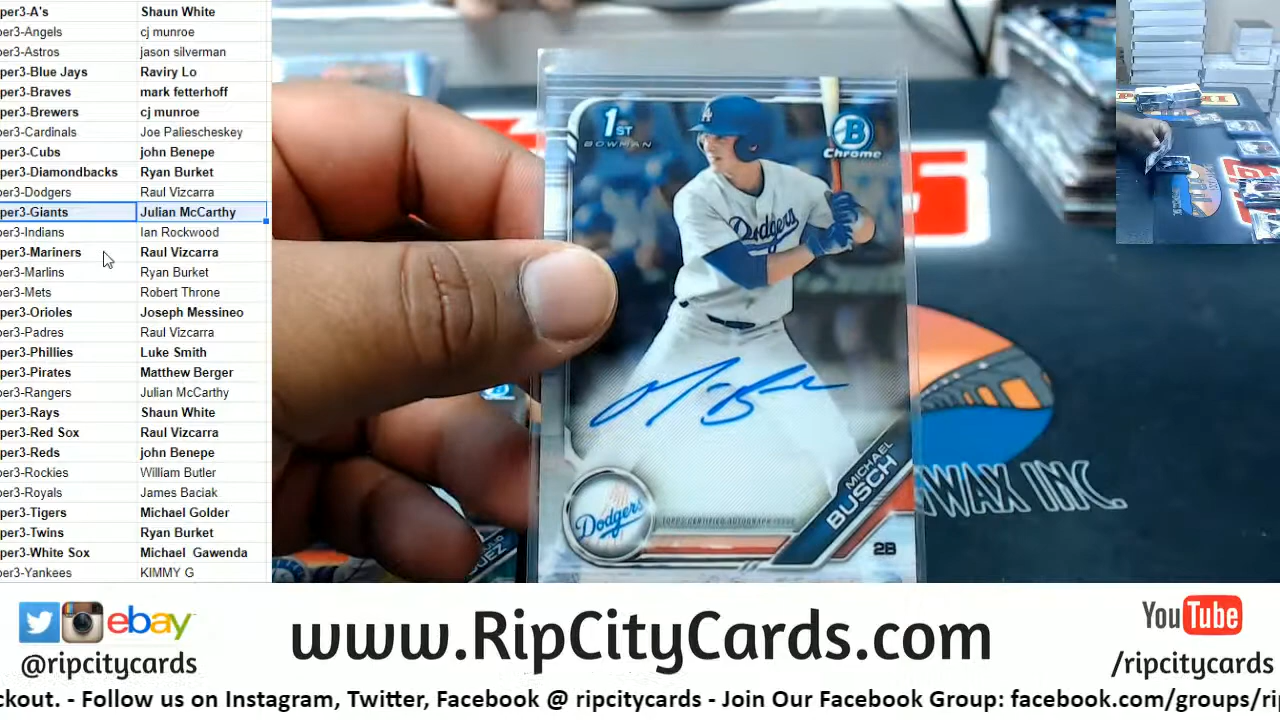 per3-A's Shaun White
per3-Angels cj munroe
per3-Astros jason silverman
per3-Blue Jays Raviry Lo
per3-Braves mark fetterhoff
per3-Brewers cj munroe
per3-Cardinals Joe Paliescheskey
per3-Cubs john Benepe
per3-Diamondbacks Ryan Burket
per3-Dodgers Raul Vizcarra
per3-Giants Julian McCarthy
per3-Indians Ian Rockwood
per3-Mariners Raul Vizcarra
per3-Marlins Ryan Burket
per3-Mets Robert Throne
per3-Orioles Joseph Messineo
per3-Padres Raul Vizcarra
per3-Phillies Luke Smith
per3-Pirates Matthew Berger
per3-Rangers Julian McCarthy
per3-Rays Shaun White
per3-Red Sox Raul Vizcarra
per3-Reds john Benepe
per3-Rockies William Butler
per3-Royals James Baciak
per3-Tigers Michael Golder
per3-Twins Ryan Burket
per3-White Sox Michael Gawenda
per3-Yankees KIMMY G
1ST
BOWMAN
B
Chrome
LA
Dodgers
Dodgers
TOPPS CERTIFIED AUTOGRAPH ISSUE
MICHAEL
BUSCH
2B
WAX INC.
ebay
@ripcitycards
www.RipCityCards.com
YouTube
/ripcitycards
ckout. - Follow us on Instagram, Twitter, Facebook @ ripcitycards - Join Our Facebook Group: facebook.com/groups/rip